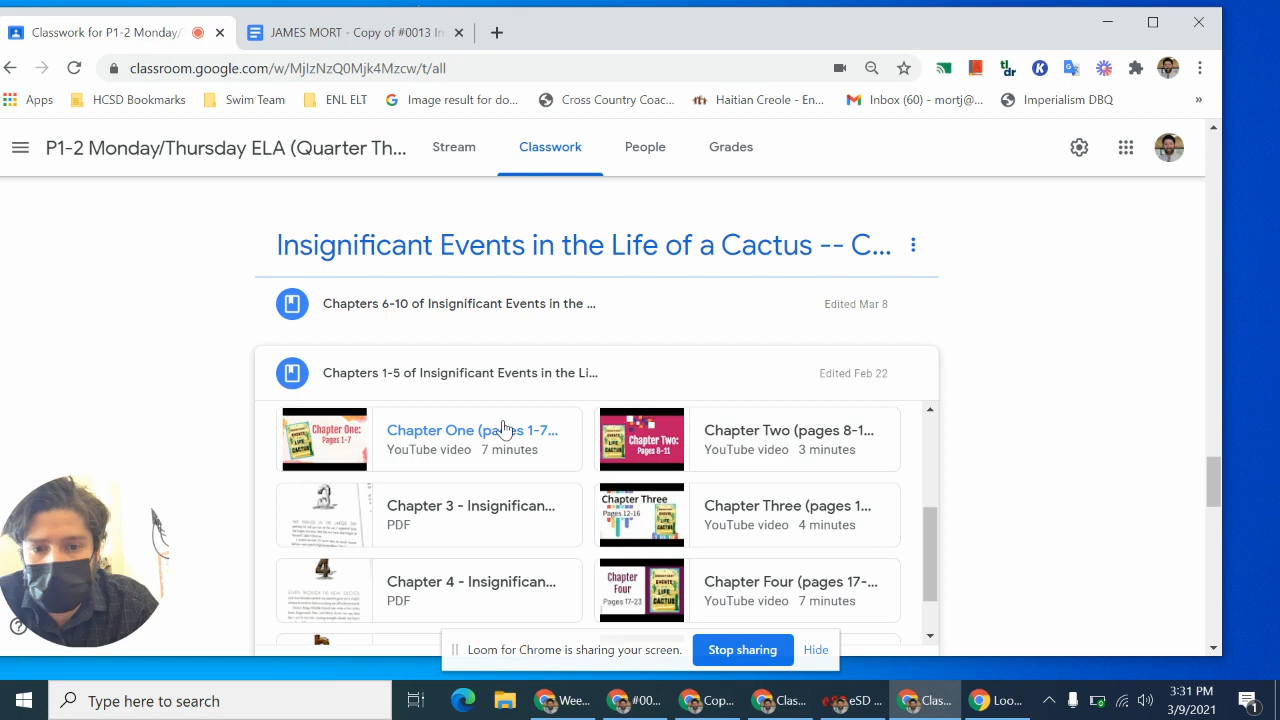 Classwork for P1-2 Monday/
JAMES MORT - Copy of #0013 In
classroom.google.com/w/MjIzNzQ0Mjk4Mzcw/t/all
Apps
HCSD Bookmarks
Swim Team
ENL ELT
Image result for do...
Cross Country Coac...
Haitian Creole - En...
Inbox (60) - mortj@...
Imperialism DBQ
»
P1-2 Monday/Thursday ELA (Quarter Th...
Stream
Classwork
People
Grades
Insignificant Events in the Life of a Cactus -- C...
Chapters 6-10 of Insignificant Events in the ...
Edited Mar 8
Chapters 1-5 of Insignificant Events in the Li...
Edited Feb 22
Chapter One: Pages 1-7
Chapter One (pages 1-7...
YouTube video 7 minutes
Chapter Two: Pages 8-11
Chapter Two (pages 8-1...
YouTube video 3 minutes
3
Chapter 3 - Insignifican...
PDF
Chapter Three
Pages 12-16
Chapter Three (pages 1...
YouTube video 4 minutes
4
Chapter 4 - Insignifican...
PDF
Chapter Four
Pages 17-23
Chapter Four (pages 17-...
YouTube video 7 minutes
Loom for Chrome is sharing your screen.
Stop sharing
Hide
Type here to search
Wee...
#00...
Cop...
Clas...
eSD ...
Clas...
Loo...
3:31 PM
3/9/2021
1